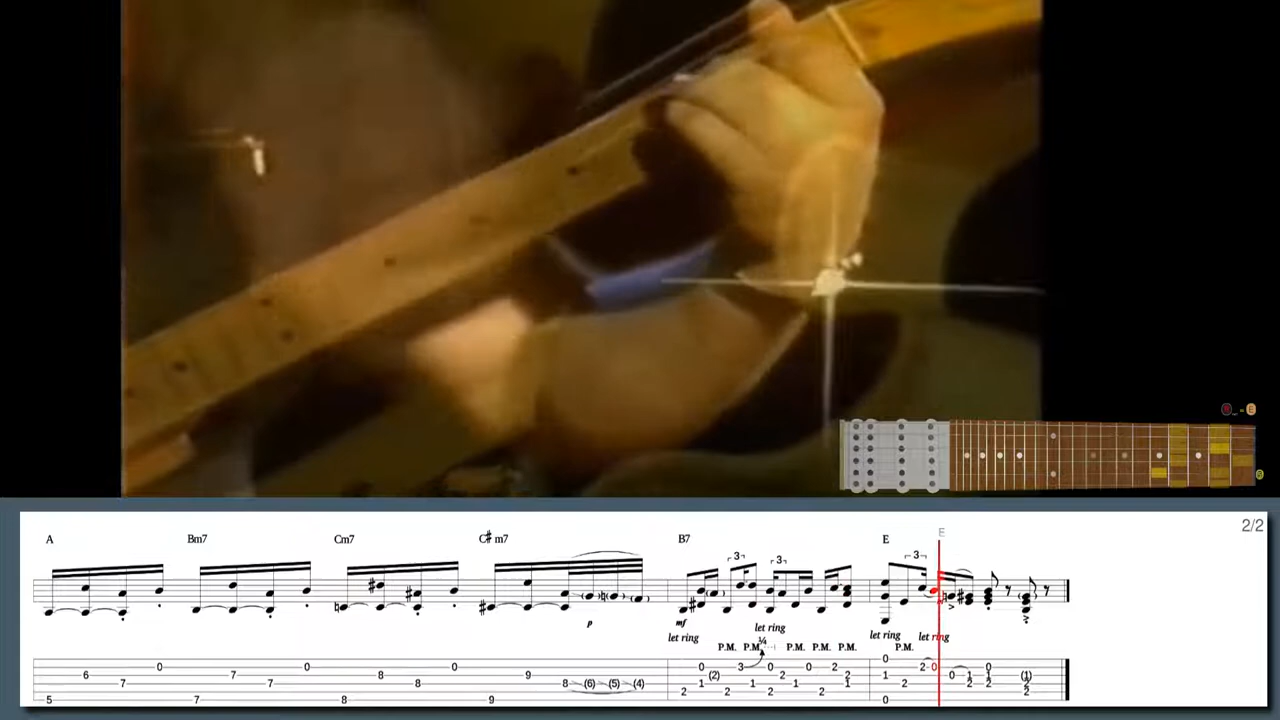 2/2
A Bm7 Cm7 C# m7 B7 E E
3 3 3
p mf
let ring let ring let ring let ring
P.M. P.M. ¼ P.M. P.M. P.M. P.M.
0 0 0 0 0 3 0 0 2 0 2 0 0
6 7 8 9 (2) 2 2 1 0 1 1 (1)
7 7 8 8 (6) (5) (4) 1 1 1 1 2 2 2
2 2 2 2
5 7 8 9 0